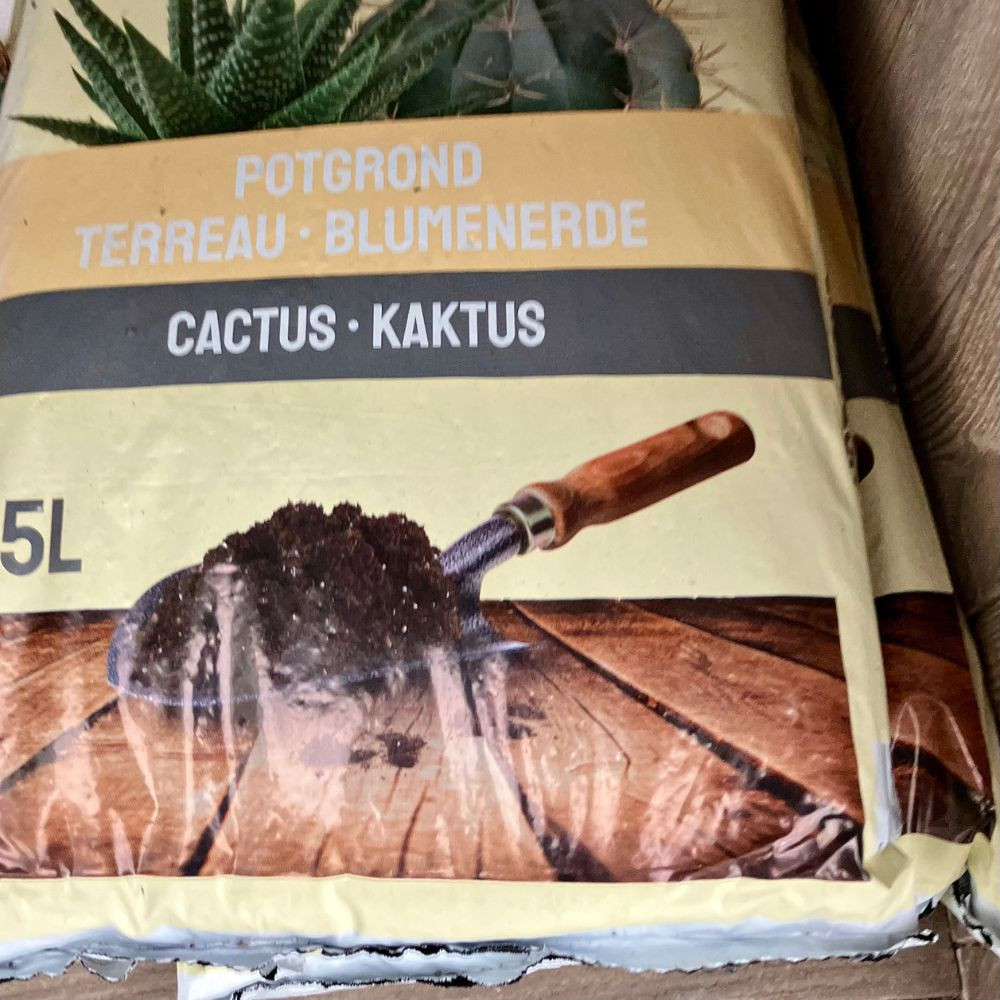 POTGROND
TERREAU · BLUMENERDE
CACTUS · KAKTUS
5L